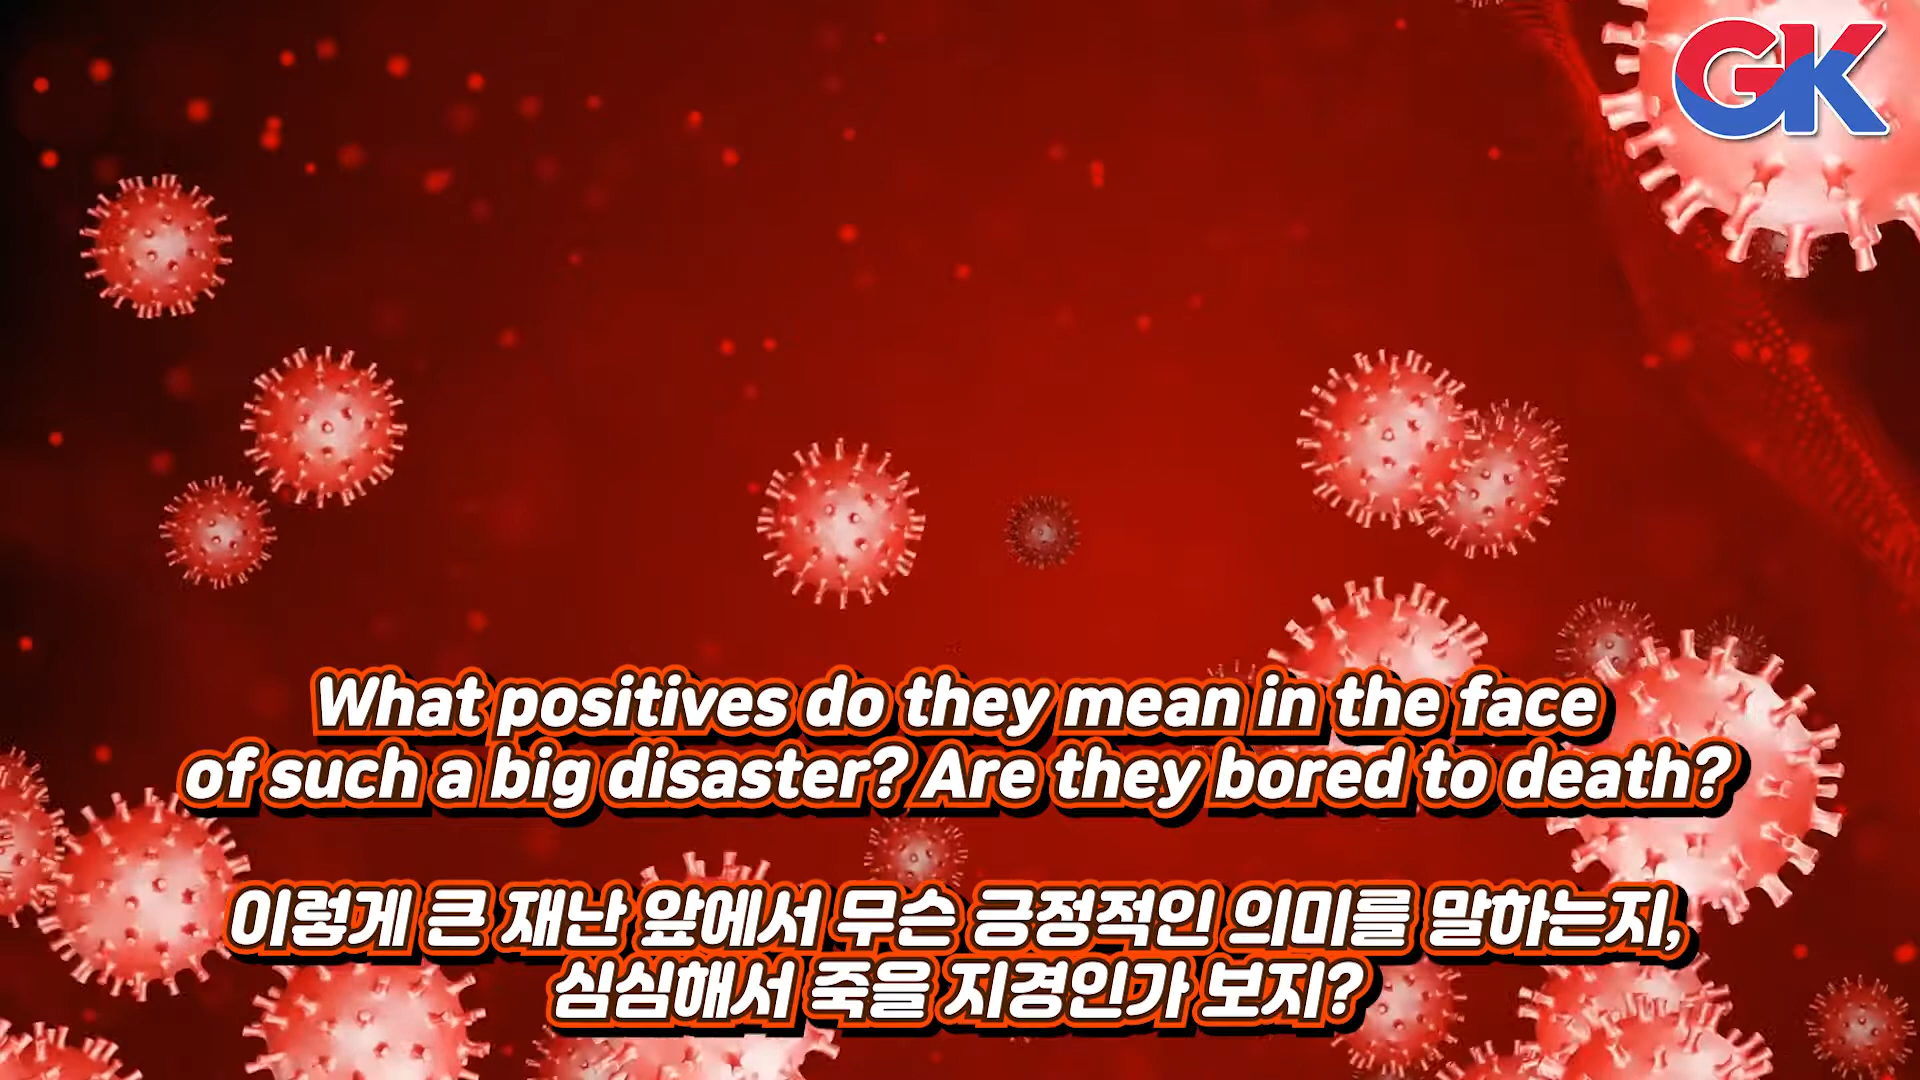 GK
What positives do they mean in the face
of such a big disaster? Are they bored to death?
이렇게 큰 재난 앞에서 무슨 긍정적인 의미를 말하는지,
심심해서 죽을 지경인가 보지?